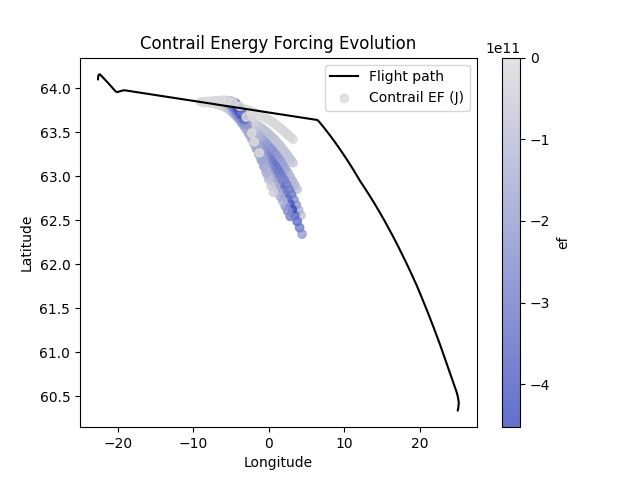 Contrail Energy Forcing Evolution
1e11
Flight path
Contrail EF (J)
64.0
63.5
63.0
62.5
62.0
61.5
61.0
60.5
Latitude
−20
−10
0
10
20
Longitude
0
−1
−2
−3
−4
ef